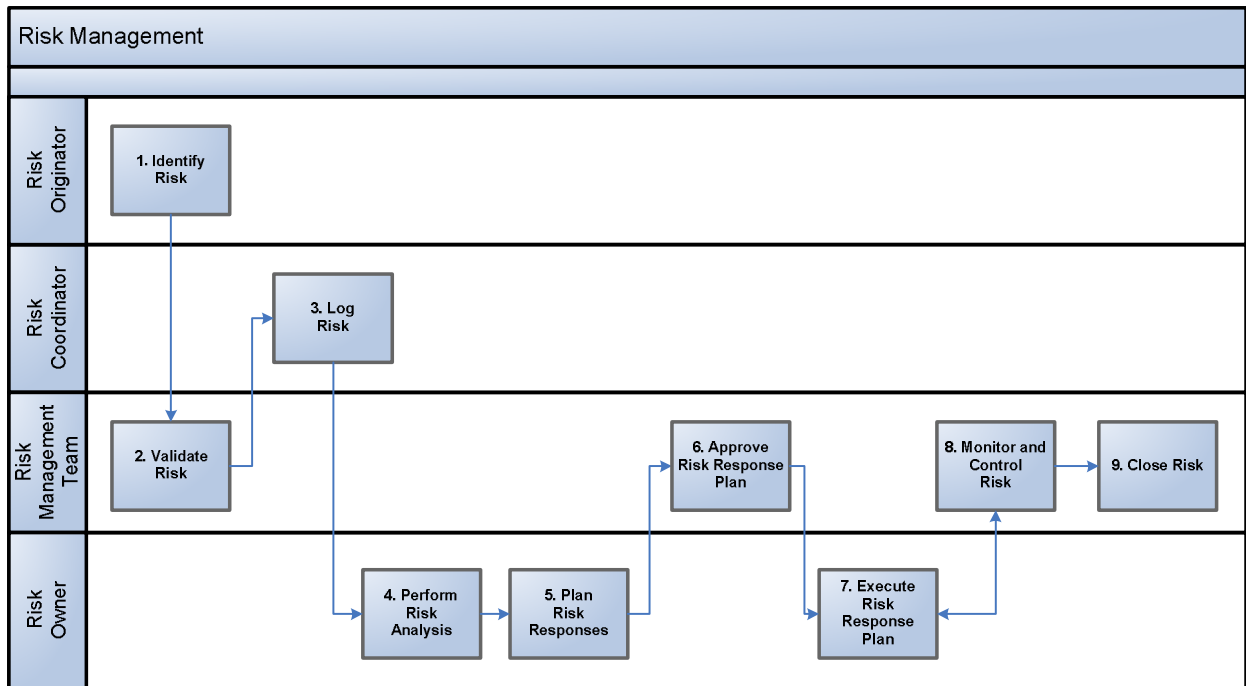 Risk Management
Risk
Originator
1. Identify
Risk
Risk
Coordinator
3. Log
Risk
Risk
Management
Team
2. Validate
Risk
6. Approve
Risk Response
Plan
8. Monitor and
Control
Risk
9. Close Risk
Risk
Owner
4. Perform
Risk
Analysis
5. Plan
Risk
Responses
7. Execute
Risk
Response
Plan